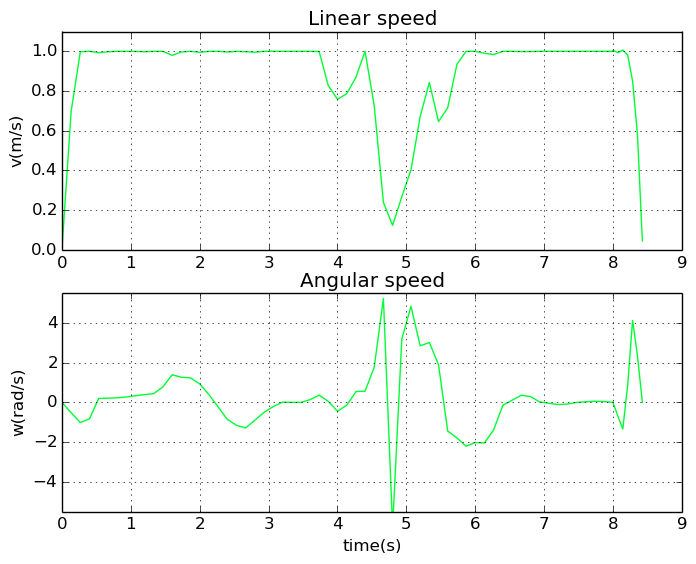 Linear speed
1.0
0.8
0.6
0.4
0.2
0.0
v(m/s)
0 1 2 3 4 5 6 7 8 9
Angular speed
4
2
0
−2
−4
w(rad/s)
0 1 2 3 4 5 6 7 8 9
time(s)